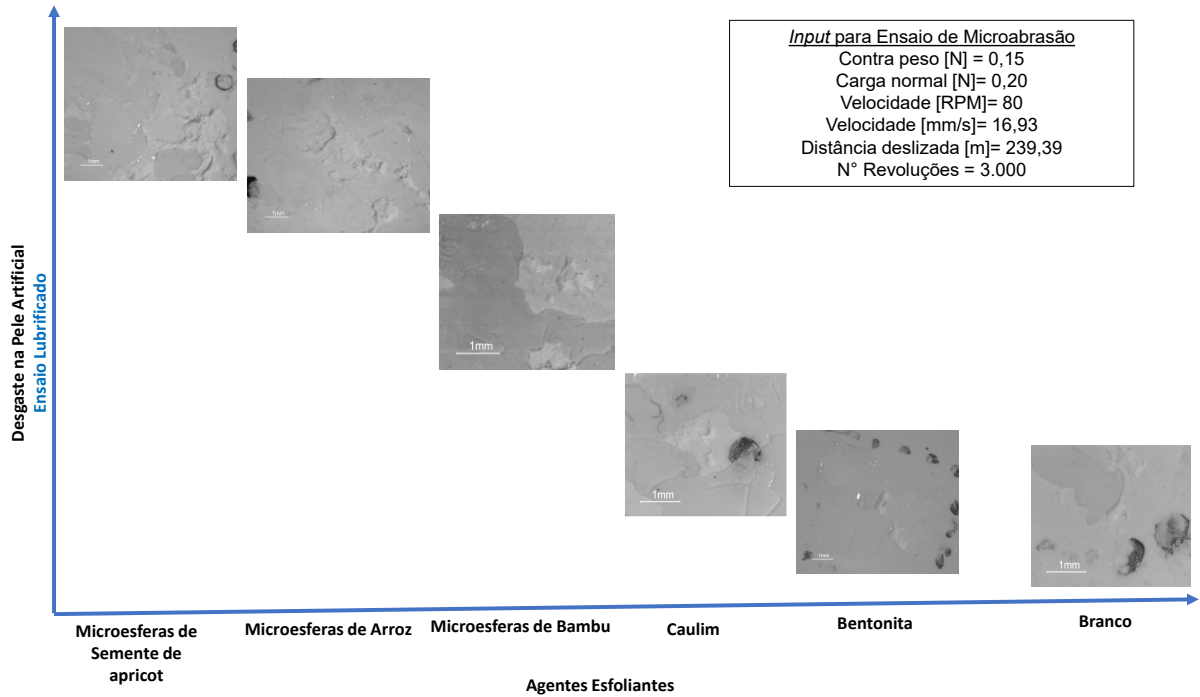 Input para Ensaio de Microabrasão
Contra peso [N] = 0,15
Carga normal [N]= 0,20
Velocidade [RPM]= 80
Velocidade [mm/s]= 16,93
Distância deslizada [m]= 239,39
N° Revoluções = 3.000
Desgaste na Pele Artificial
Ensaio Lubrificado
1mm
1mm
1mm
1mm
1mm
1mm
Microesferas de
Semente de
apricot
Microesferas de Arroz
Microesferas de Bambu
Caulim
Bentonita
Branco
Agentes Esfoliantes